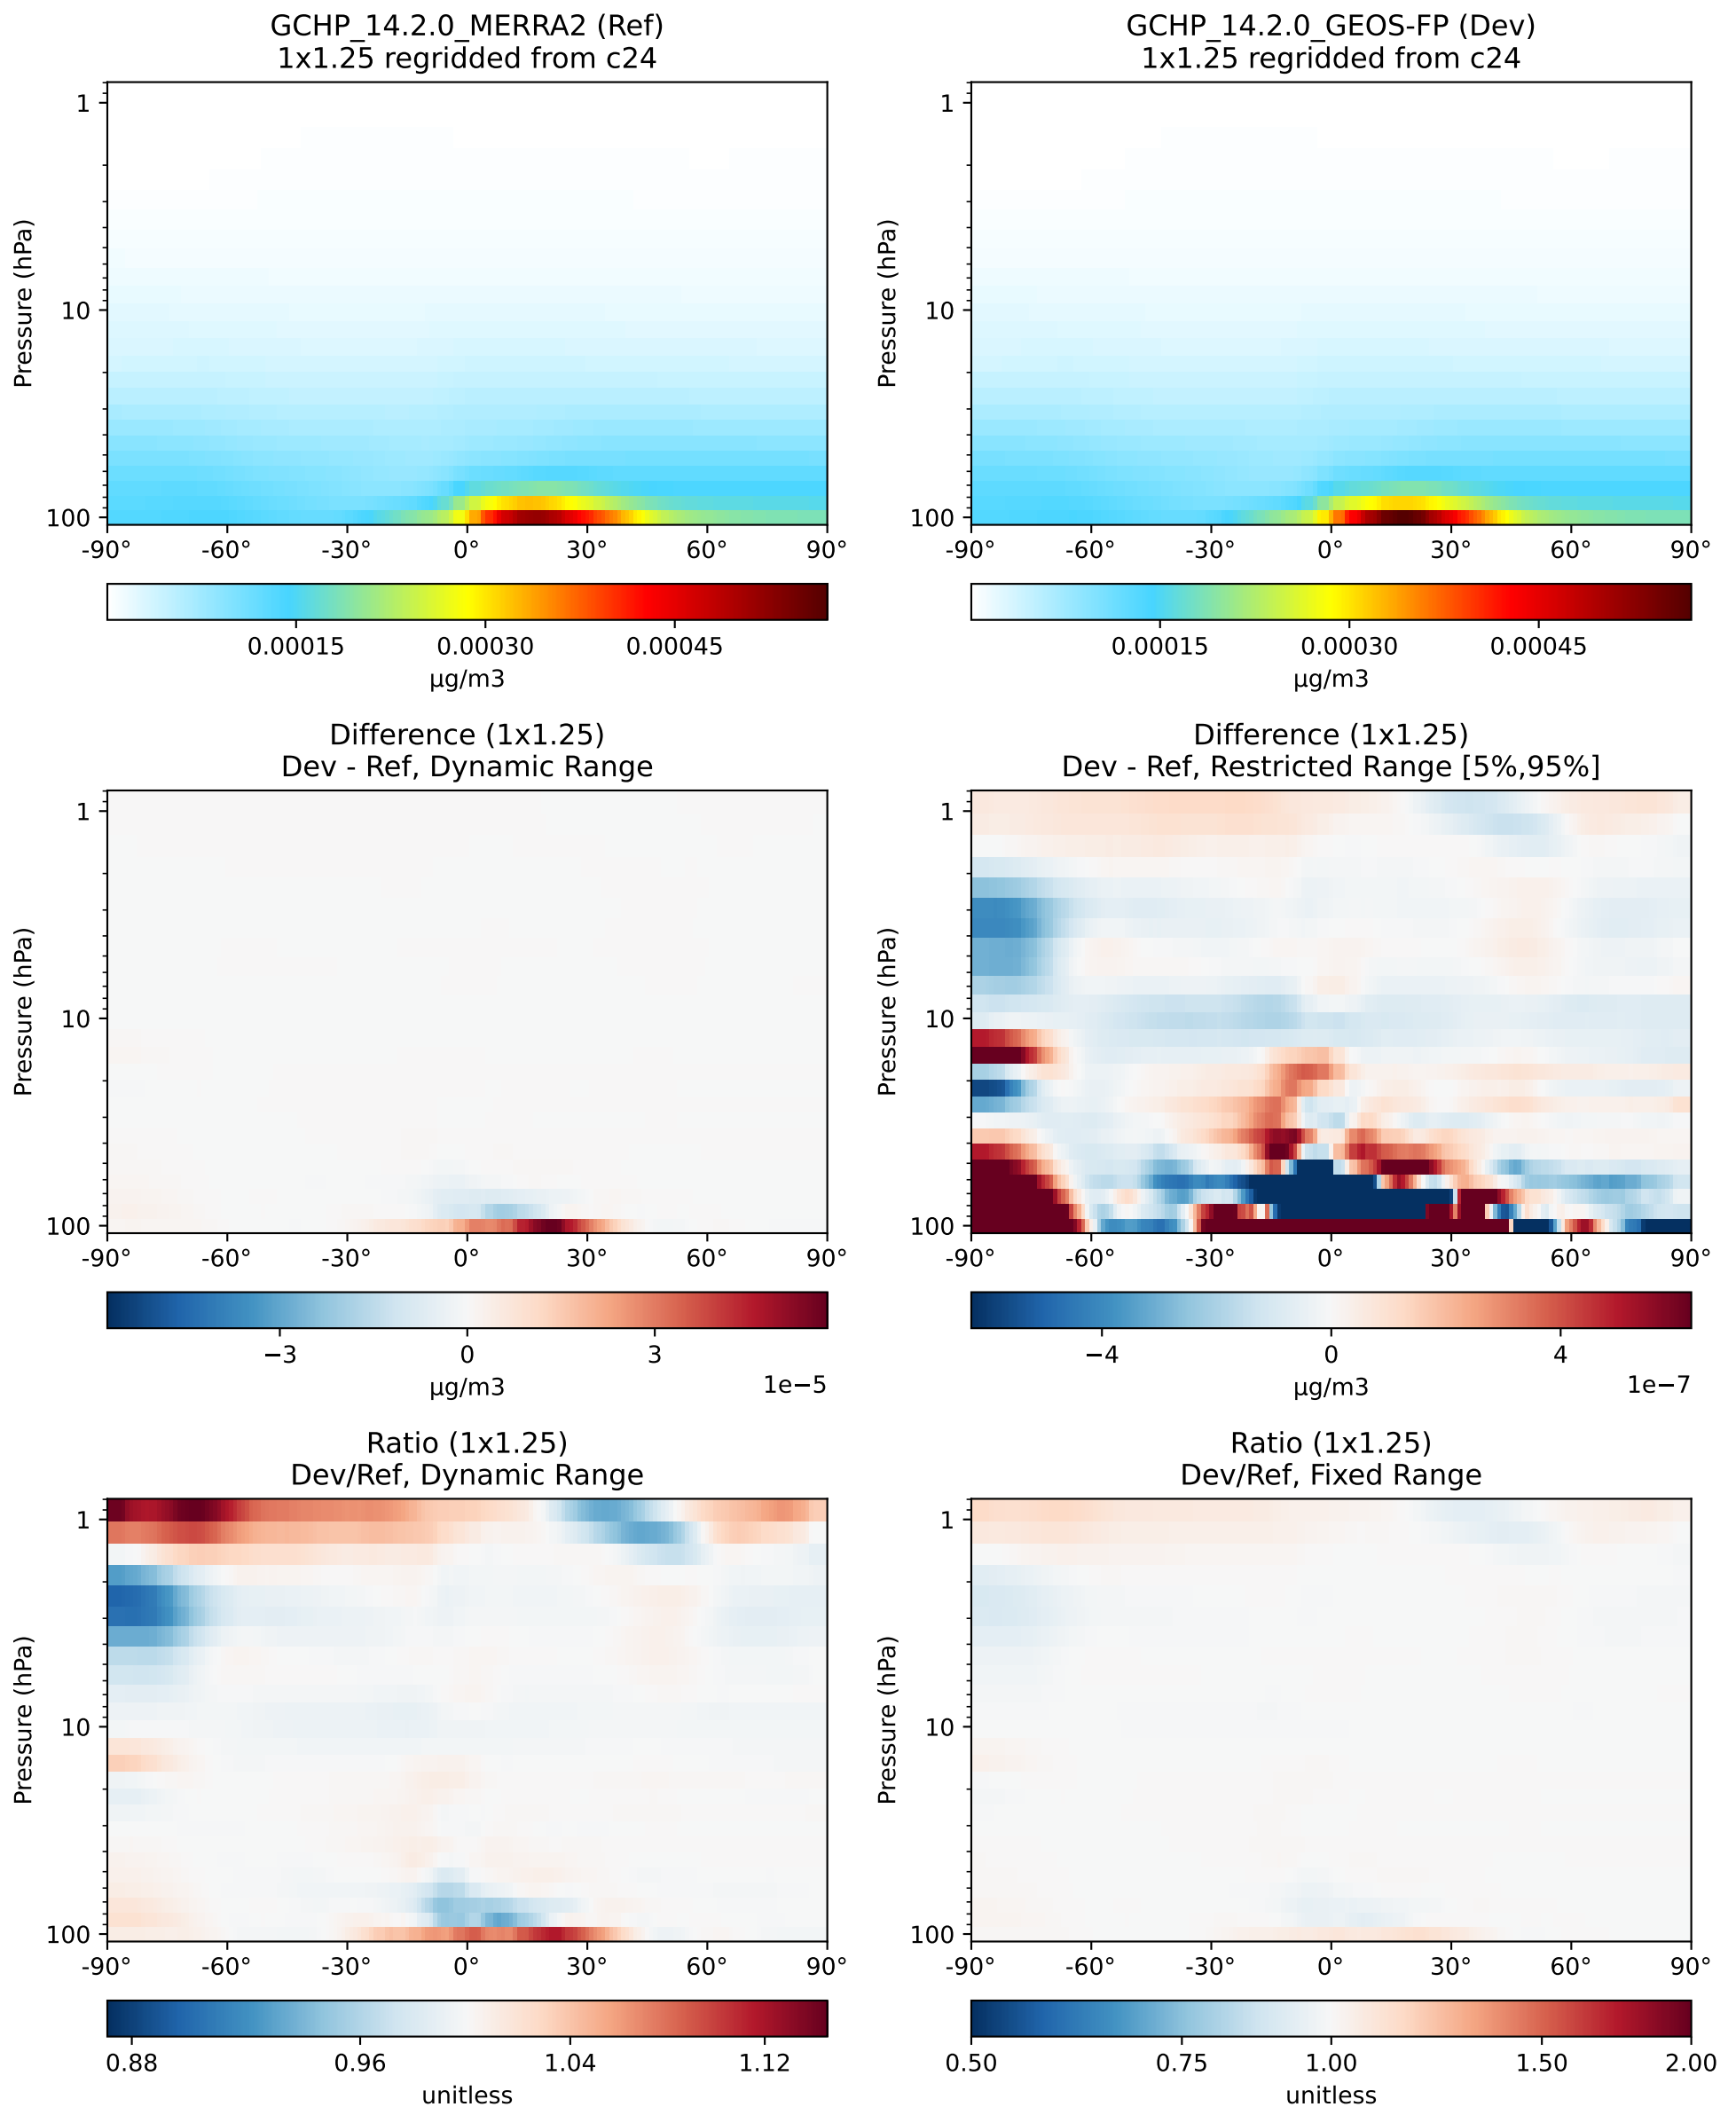 GCHP_14.2.0_MERRA2 (Ref)
1x1.25 regridded from c24
Pressure (hPa)
1
10
100
-90° -60° -30° 0° 30° 60° 90°
0.00015 0.00030 0.00045
µg/m3
GCHP_14.2.0_GEOS-FP (Dev)
1x1.25 regridded from c24
Pressure (hPa)
1
10
100
-90° -60° -30° 0° 30° 60° 90°
0.00015 0.00030 0.00045
µg/m3
Difference (1x1.25)
Dev - Ref, Dynamic Range
Pressure (hPa)
1
10
100
-90° -60° -30° 0° 30° 60° 90°
−3 0 3
µg/m3 1e−5
Difference (1x1.25)
Dev - Ref, Restricted Range [5%,95%]
Pressure (hPa)
1
10
100
-90° -60° -30° 0° 30° 60° 90°
−4 0 4
µg/m3 1e−7
Ratio (1x1.25)
Dev/Ref, Dynamic Range
Pressure (hPa)
1
10
100
-90° -60° -30° 0° 30° 60° 90°
0.88 0.96 1.04 1.12
unitless
Ratio (1x1.25)
Dev/Ref, Fixed Range
Pressure (hPa)
1
10
100
-90° -60° -30° 0° 30° 60° 90°
0.50 0.75 1.00 1.50 2.00
unitless